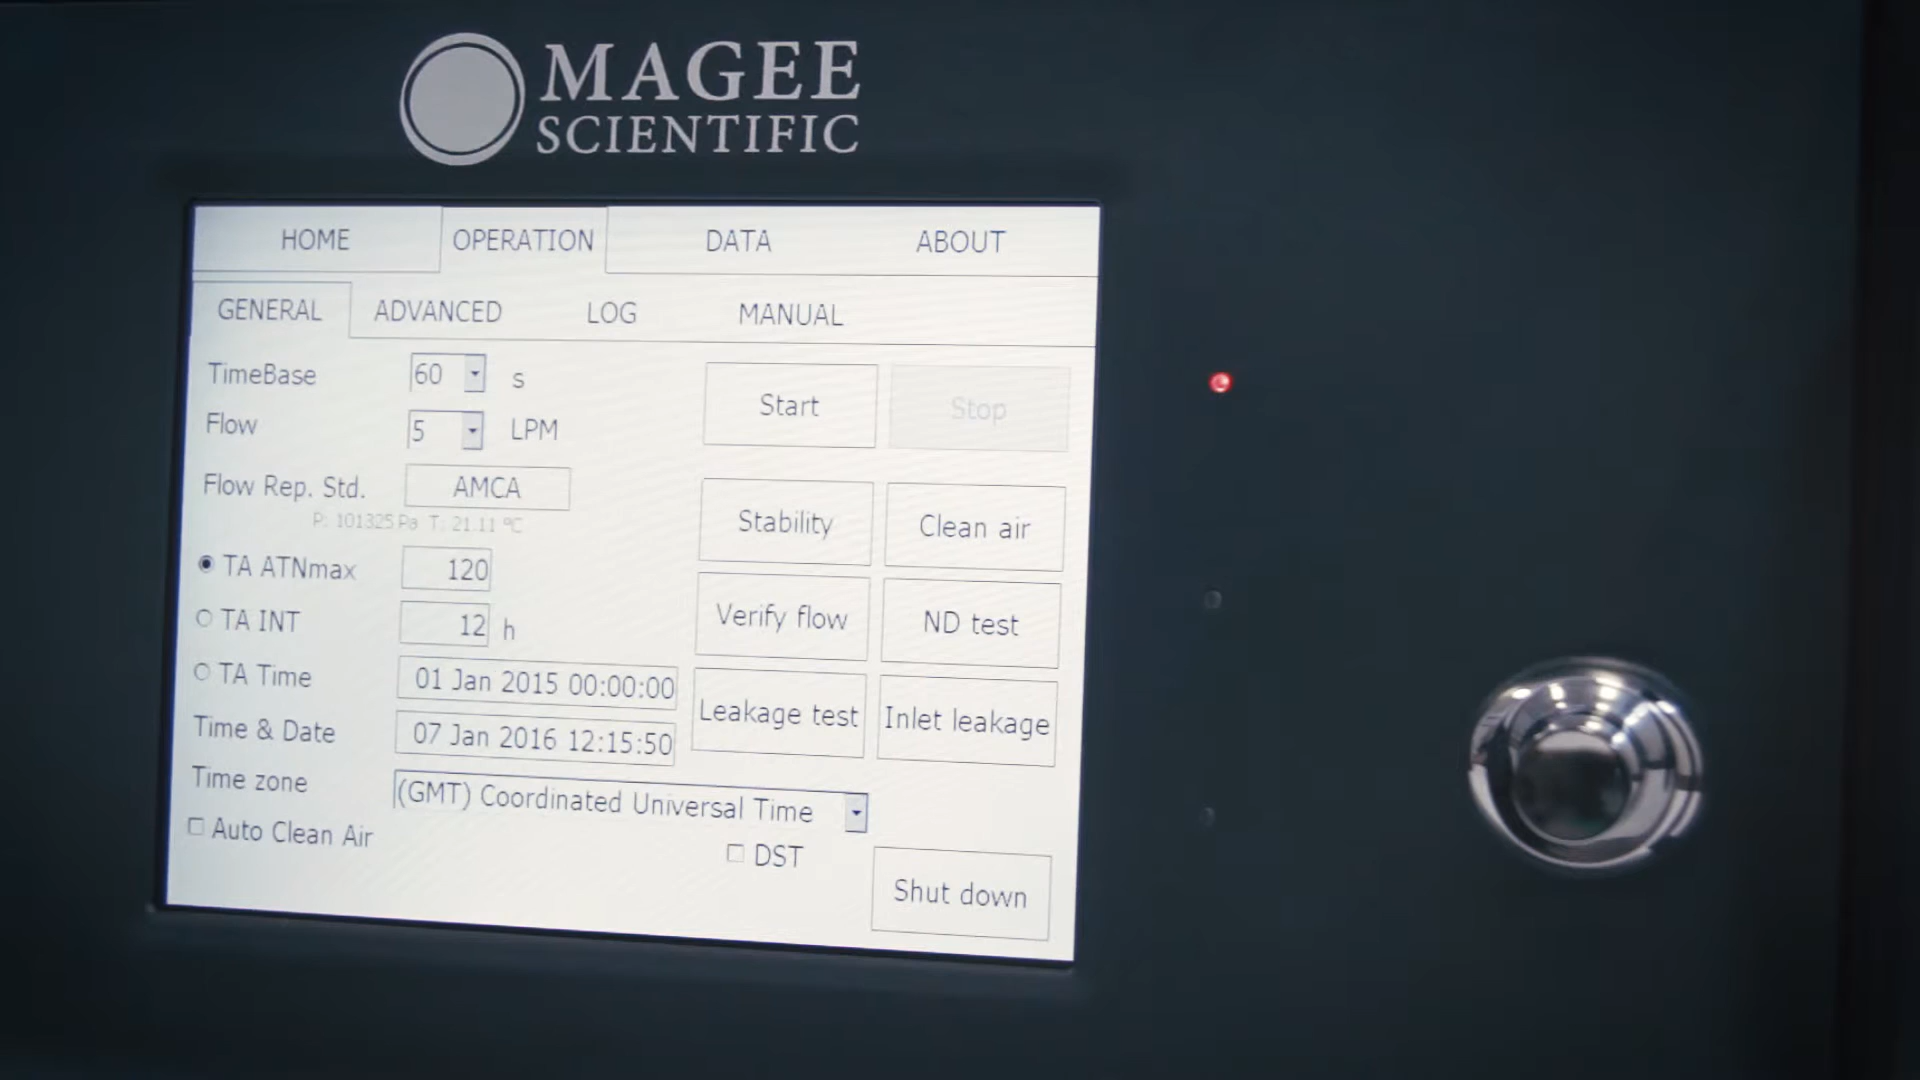 MAGEE
SCIENTIFIC
HOME OPERATION DATA ABOUT
GENERAL ADVANCED LOG MANUAL
TimeBase 60 s
Flow 5 LPM
Flow Rep. Std. AMCA
P: 101325 Pa T: 21.11 ºC
TA ATNmax 120
TA INT 12 h
TA Time 01 Jan 2015 00:00:00
Time & Date 07 Jan 2016 12:15:50
Time zone (GMT) Coordinated Universal Time
Auto Clean Air
DST
Start Stop
Stability Clean air
Verify flow ND test
Leakage test Inlet leakage
Shut down